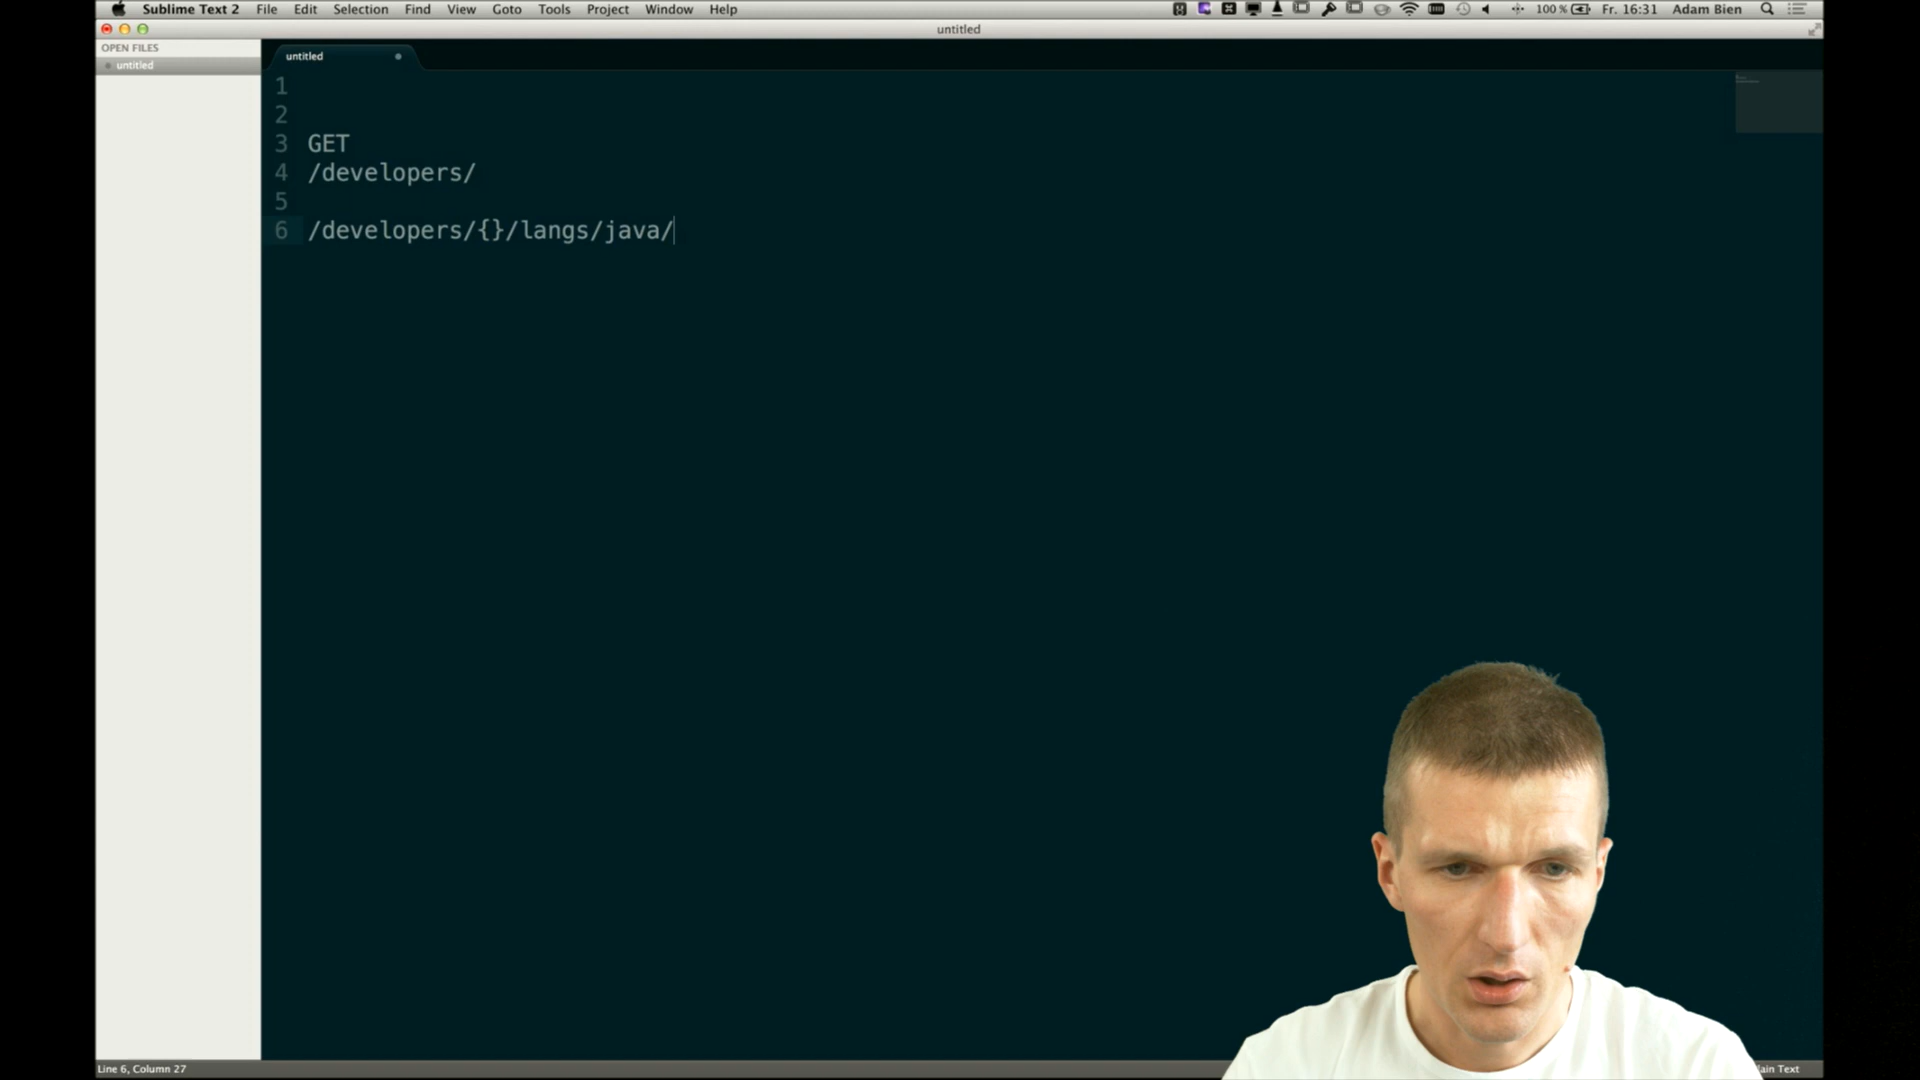 Sublime Text 2 File Edit Selection Find View Goto Tools Project Window Help 100 % Fr. 16:31 Adam Bien
untitled
OPEN FILES
untitled
untitled
1
2
3 GET
4 /developers/
5
6 /developers/{}/langs/java/
Line 6, Column 27
ain Text